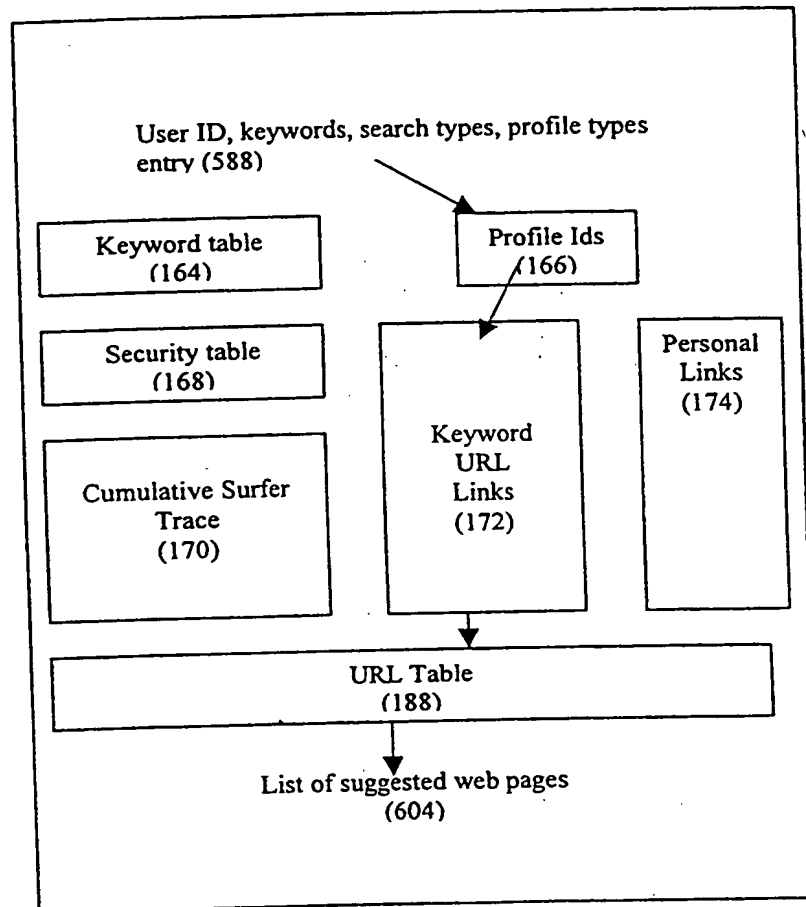 User ID, keywords, search types, profile types
entry (588)
Keyword table
(164)
Profile Ids
(166)
Security table
(168)
Personal
Links
(174)
Keyword
URL
Links
(172)
Cumulative Surfer
Trace
(170)
URL Table
(188)
List of suggested web pages
(604)